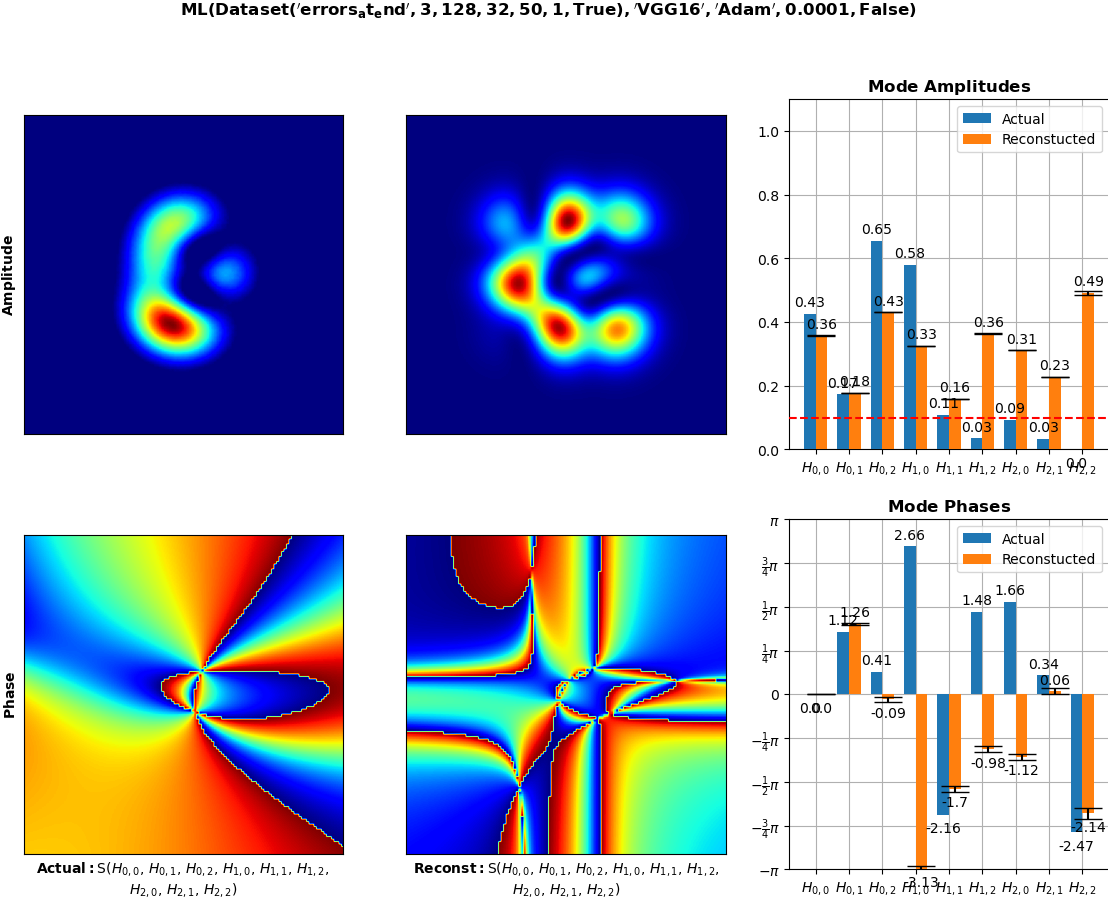 ML(Dataset('errors_at_end', 3, 128, 32, 50, 1, True), 'VGG16', 'Adam', 0.0001, False)
Amplitude
Mode Amplitudes
Actual
Reconstucted
1.0
0.8
0.6
0.4
0.2
0.0
0.43
0.36
0.17
0.18
0.65
0.43
0.58
0.33
0.11
0.16
0.03
0.36
0.09
0.31
0.03
0.23
0.0
0.49
H0,0 H0,1 H0,2 H1,0 H1,1 H1,2 H2,0 H2,1 H2,2
Phase
Actual: S(H0,0, H0,1, H0,2, H1,0, H1,1, H1,2,
H2,0, H2,1, H2,2)
Reconst: S(H0,0, H0,1, H0,2, H1,0, H1,1, H1,2,
H2,0, H2,1, H2,2)
Mode Phases
Actual
Reconstucted
π
3/4π
1/2π
1/4π
0
−1/4π
−1/2π
−3/4π
−π
0.0
0.0
1.12
1.26
0.41
-0.09
2.66
-3.13
-2.16
-1.7
1.48
-0.98
1.66
-1.12
0.34
0.06
-2.47
-2.14
H0,0 H0,1 H0,2 H1,0 H1,1 H1,2 H2,0 H2,1 H2,2